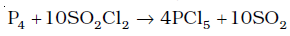 P₄ + 10SO₂Cl₂ → 4PCl₅ + 10SO₂